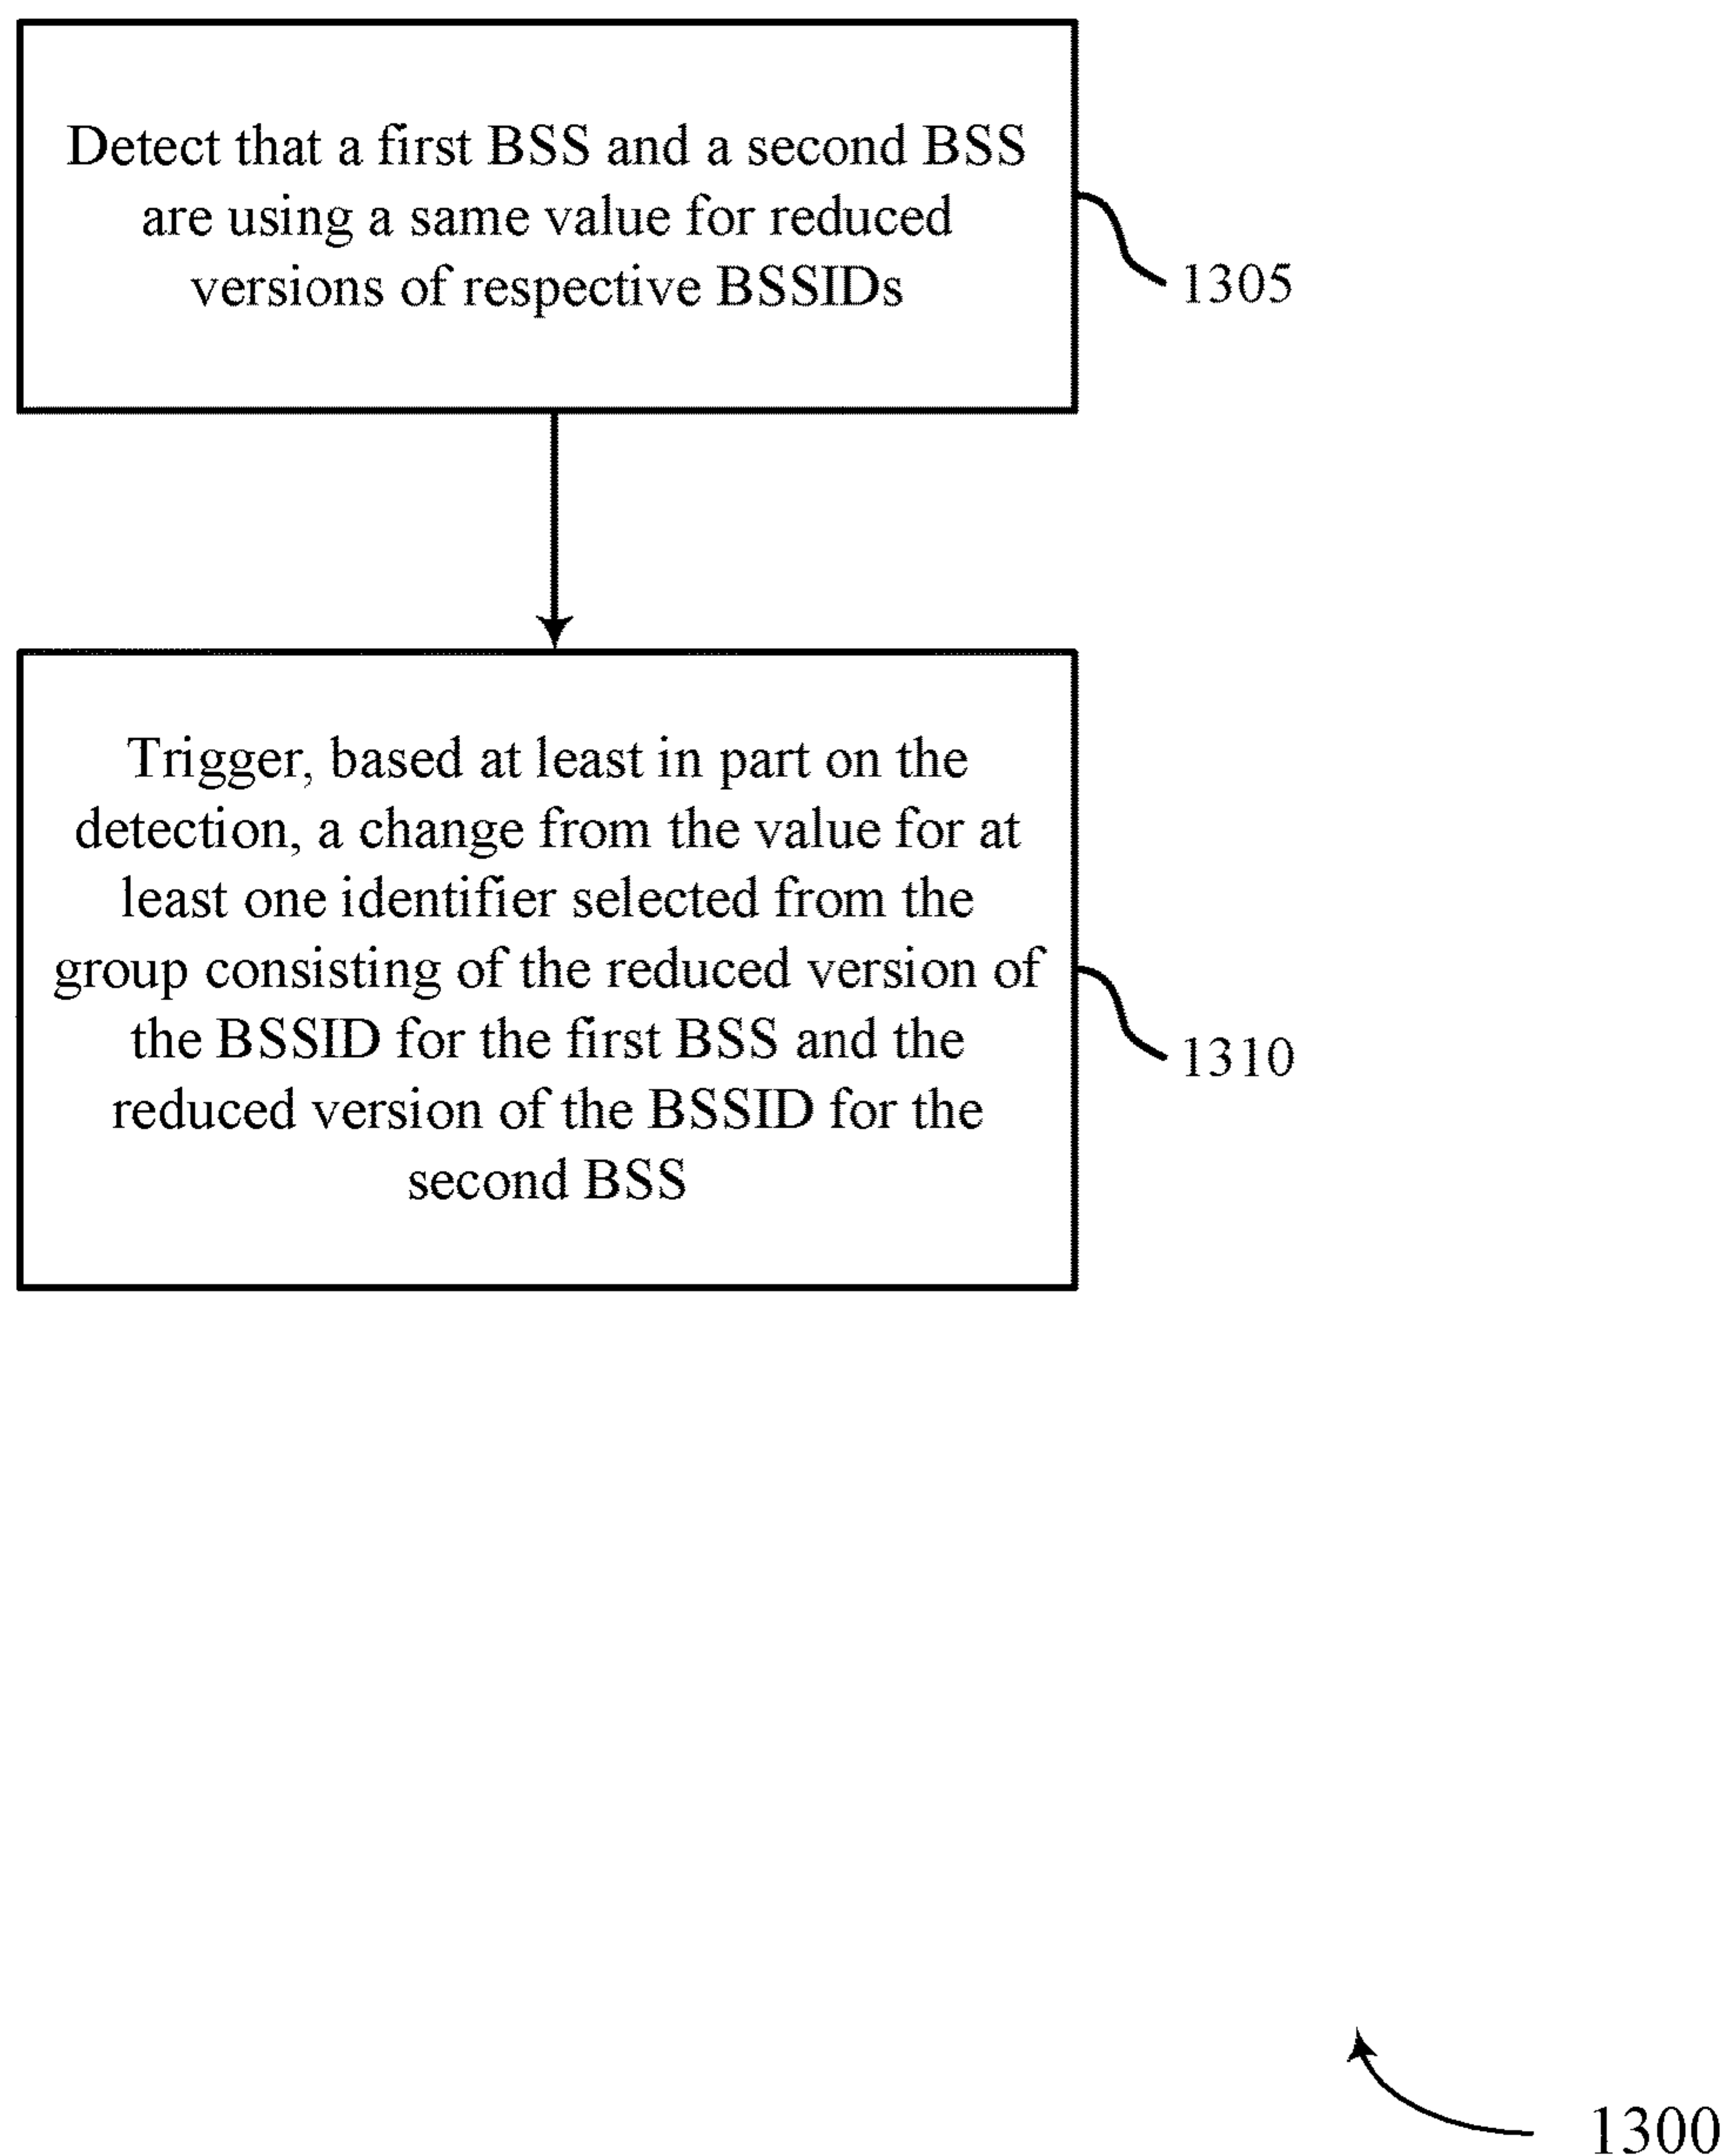 Detect that a first BSS and a second BSS
are using a same value for reduced
versions of respective BSSIDs
1305
Trigger, based at least in part on the
detection, a change from the value for at
least one identifier selected from the
group consisting of the reduced version of
the BSSID for the first BSS and the
reduced version of the BSSID for the
second BSS
1310
1300